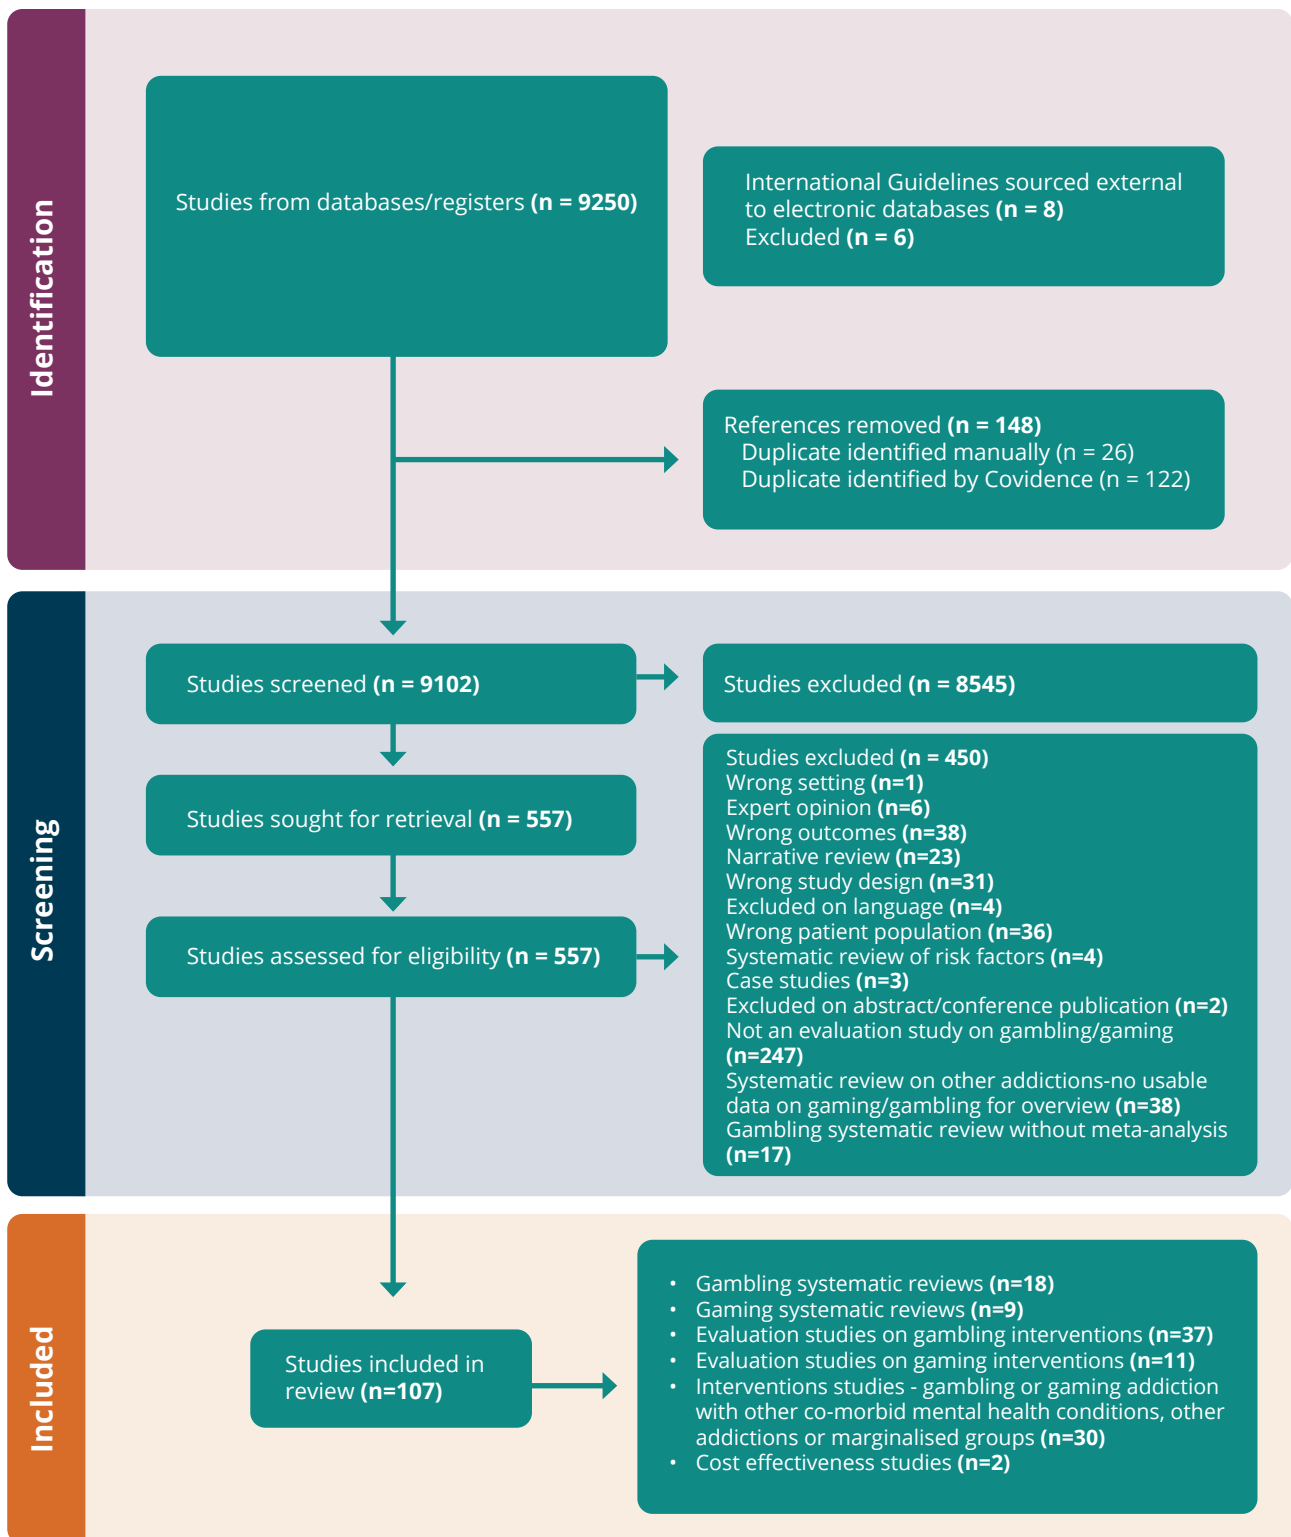 Identification
Studies from databases/registers (n = 9250)
International Guidelines sourced external
to electronic databases (n = 8)
Excluded (n = 6)
References removed (n = 148)
Duplicate identified manually (n = 26)
Duplicate identified by Covidence (n = 122)
Screening
Studies screened (n = 9102)
Studies excluded (n = 8545)
Studies sought for retrieval (n = 557)
Studies assessed for eligibility (n = 557)
Studies excluded (n = 450)
Wrong setting (n=1)
Expert opinion (n=6)
Wrong outcomes (n=38)
Narrative review (n=23)
Wrong study design (n=31)
Excluded on language (n=4)
Wrong patient population (n=36)
Systematic review of risk factors (n=4)
Case studies (n=3)
Excluded on abstract/conference publication (n=2)
Not an evaluation study on gambling/gaming
(n=247)
Systematic review on other addictions-no usable
data on gaming/gambling for overview (n=38)
Gambling systematic review without meta-analysis
(n=17)
Included
Studies included in
review (n=107)
• Gambling systematic reviews (n=18)
• Gaming systematic reviews (n=9)
• Evaluation studies on gambling interventions (n=37)
• Evaluation studies on gaming interventions (n=11)
• Interventions studies - gambling or gaming addiction
with other co-morbid mental health conditions, other
addictions or marginalised groups (n=30)
• Cost effectiveness studies (n=2)